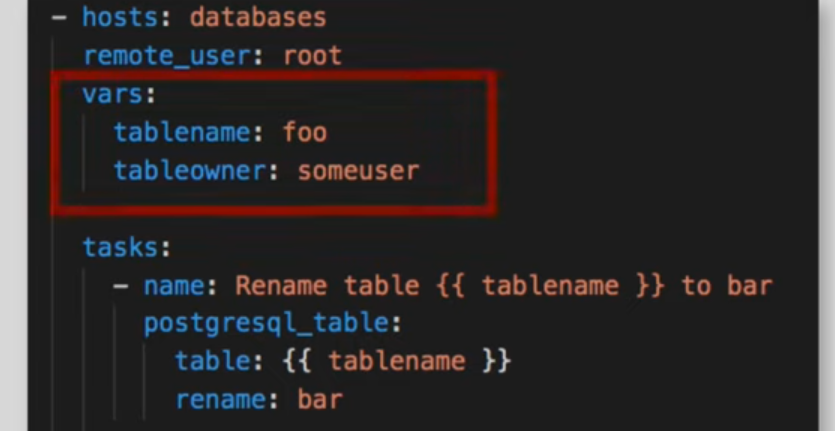 - hosts: databases
remote_user: root
vars:
tablename: foo
tableowner: someuser
tasks:
- name: Rename table {{ tablename }} to bar
postgresql_table:
table: {{ tablename }}
rename: bar